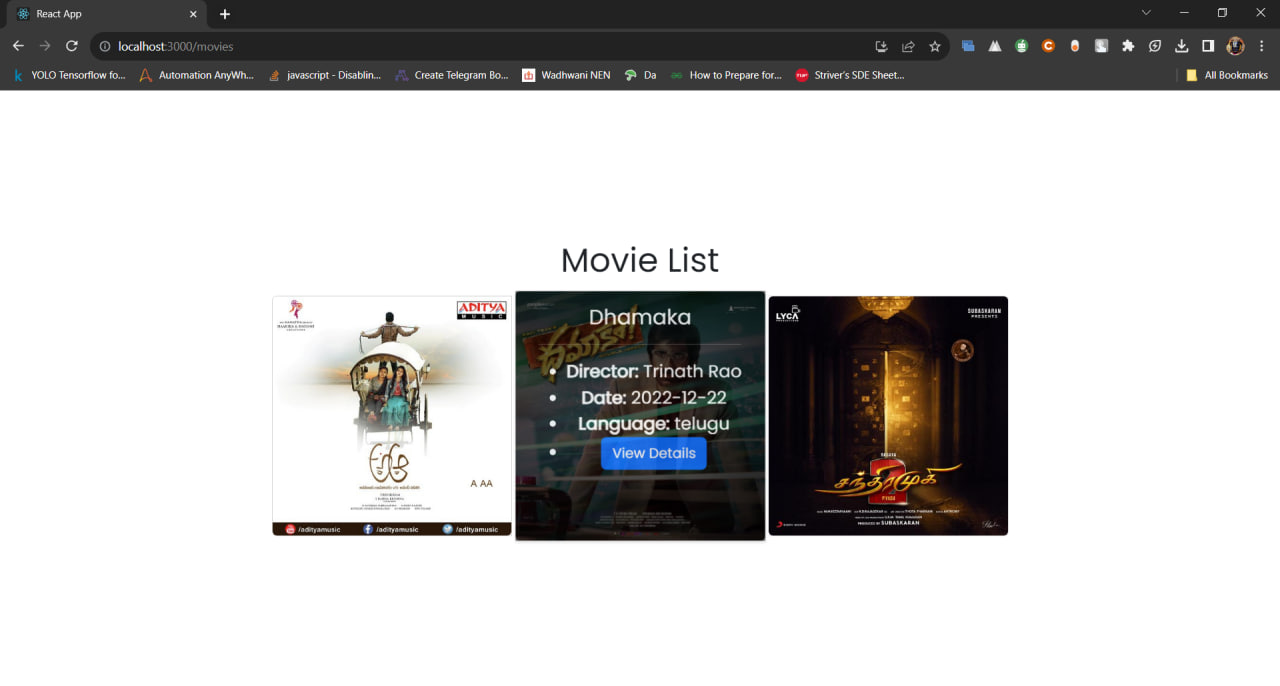 React App
localhost:3000/movies
YOLO Tensorflow fo...
Automation AnyWh...
javascript - Disablin...
Create Telegram Bo...
Wadhwani NEN
Da
How to Prepare for...
Striver's SDE Sheet...
All Bookmarks
Movie List
ADITYA
MUSIC
A AA
/adityamusic
/adityamusic
/adityamusic
Dhamaka
Director: Trinath Rao
Date: 2022-12-22
Language: telugu
View Details
LYCA
SUBASKARAN
PRESENTS
சந்திரமுகி
2
SUBASKARAN